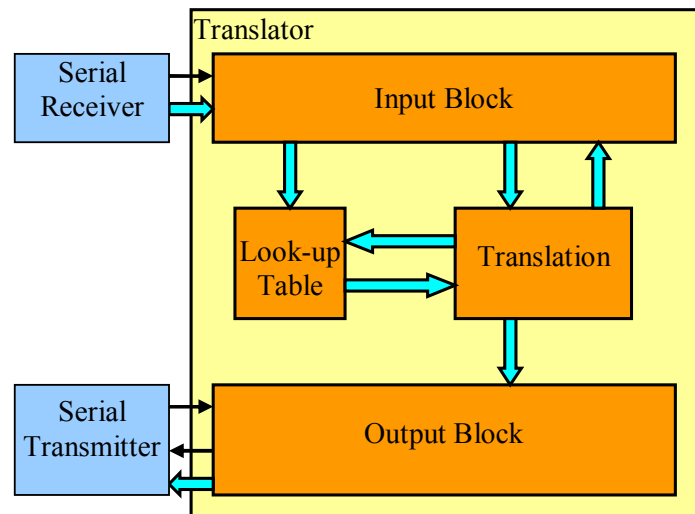 Translator
Serial
Receiver
Input Block
Look-up
Table
Translation
Serial
Transmitter
Output Block